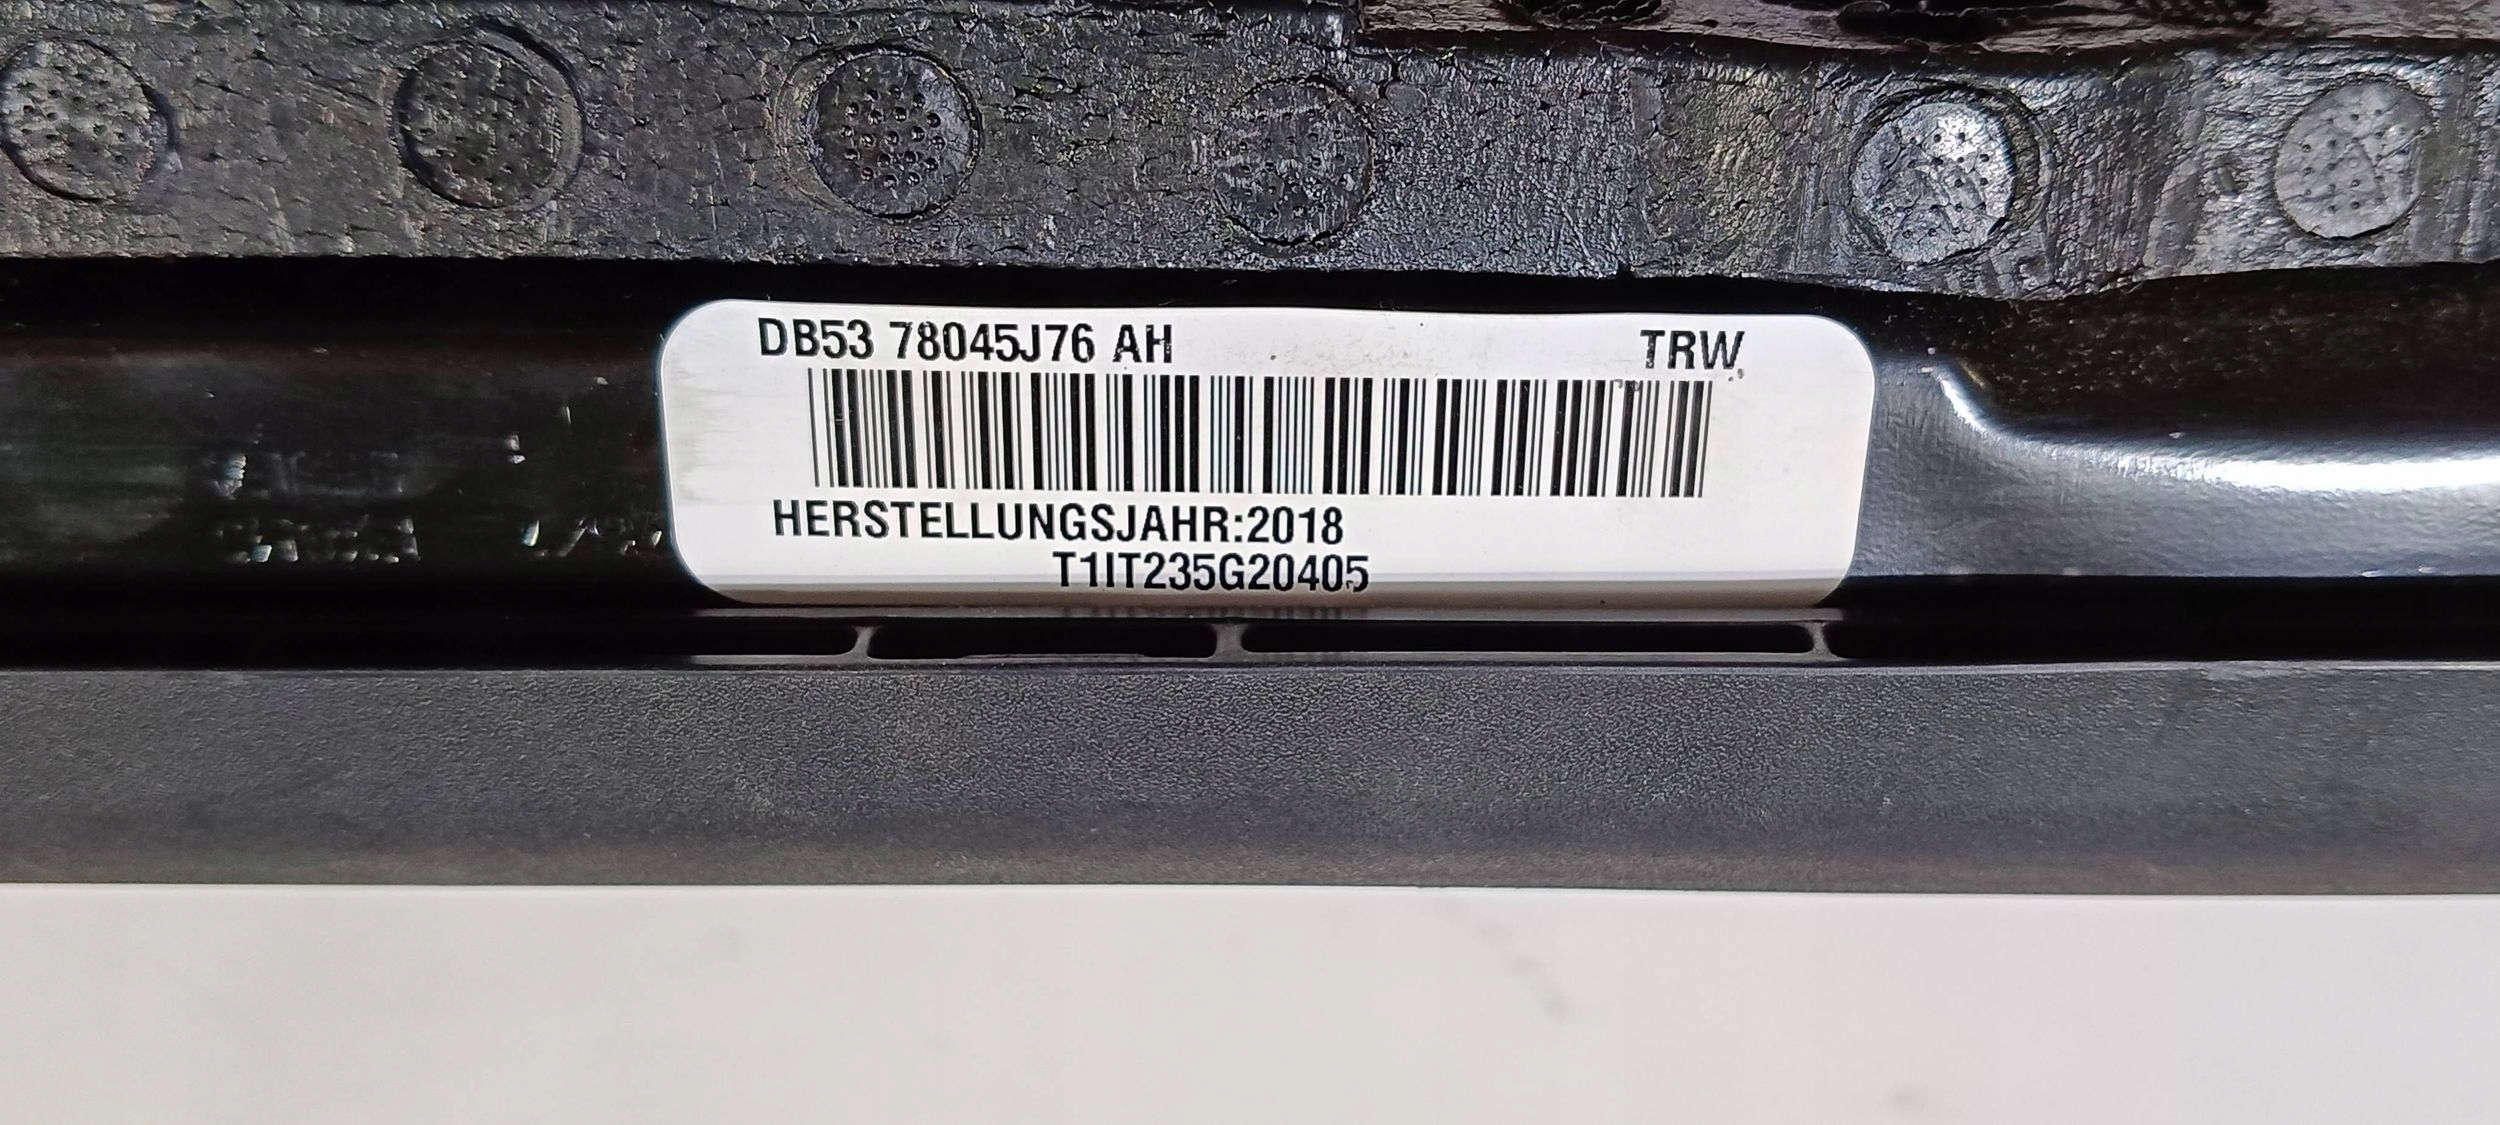 DB53 78045J76 AH TRW
HERSTELLUNGSJAHR:2018
T1IT235G20405